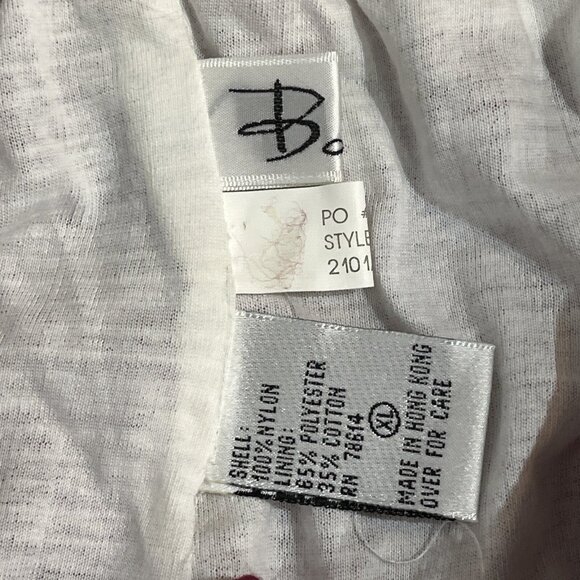 B.
PO #
STYLE
2101
SHELL:
100% NYLON
LINING:
65% POLYESTER
35% COTTON
RN 78614
XL
MADE IN HONG KONG
OVER FOR CARE